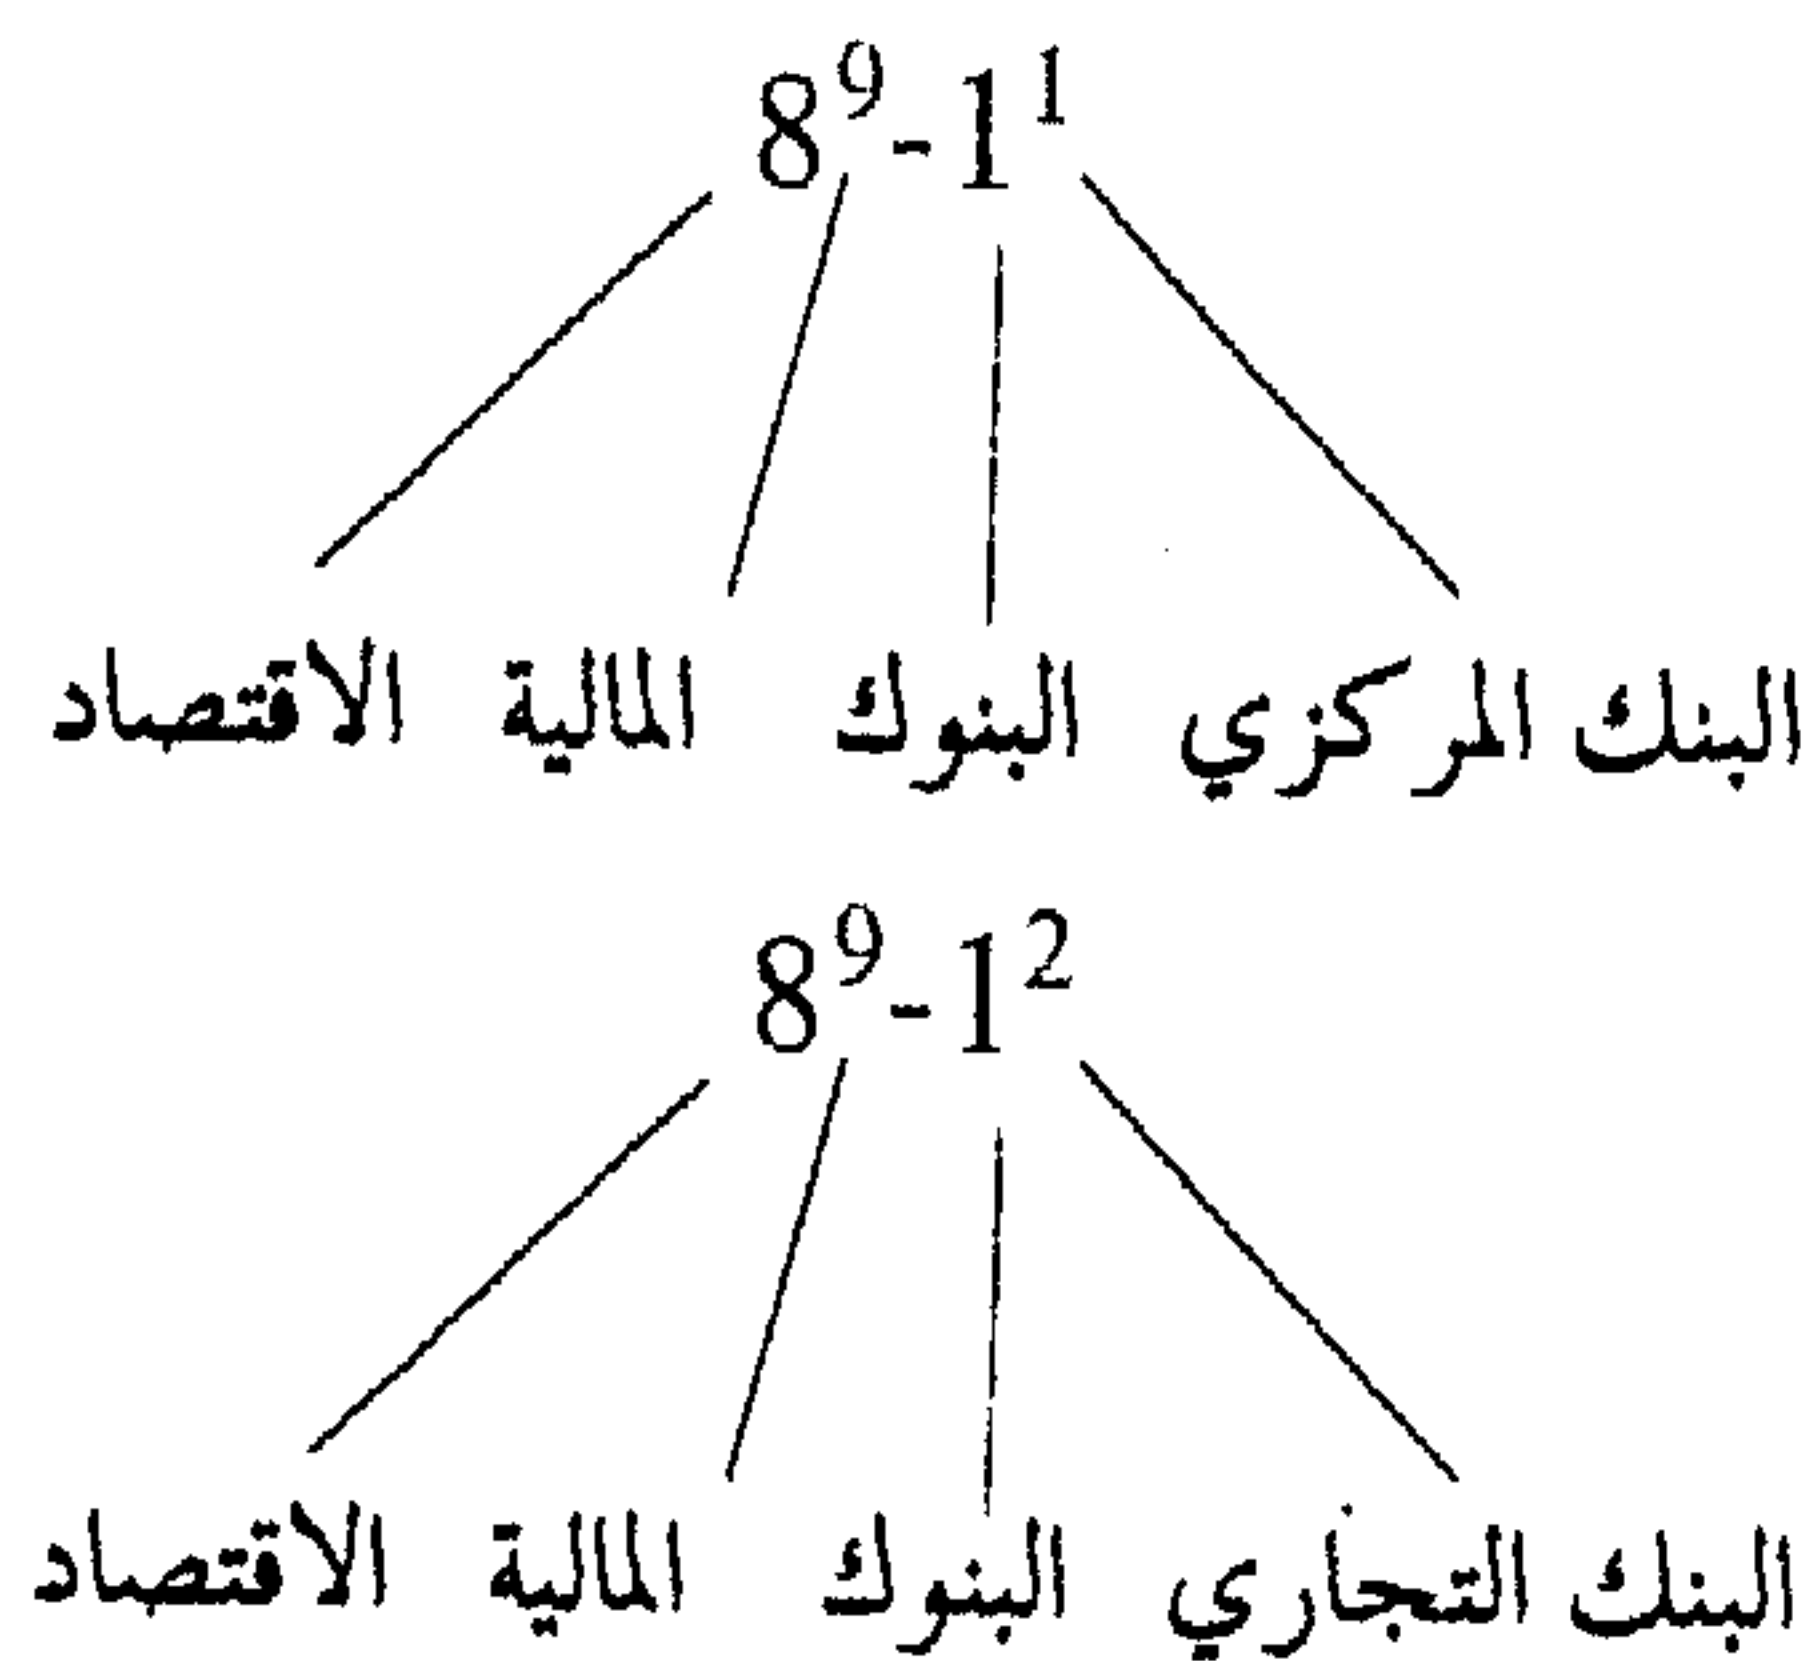 8⁹-1¹
البنك المركزي البنوك المالية الاقتصاد
8⁹-1²
البنك التجاري البنوك المالية الاقتصاد